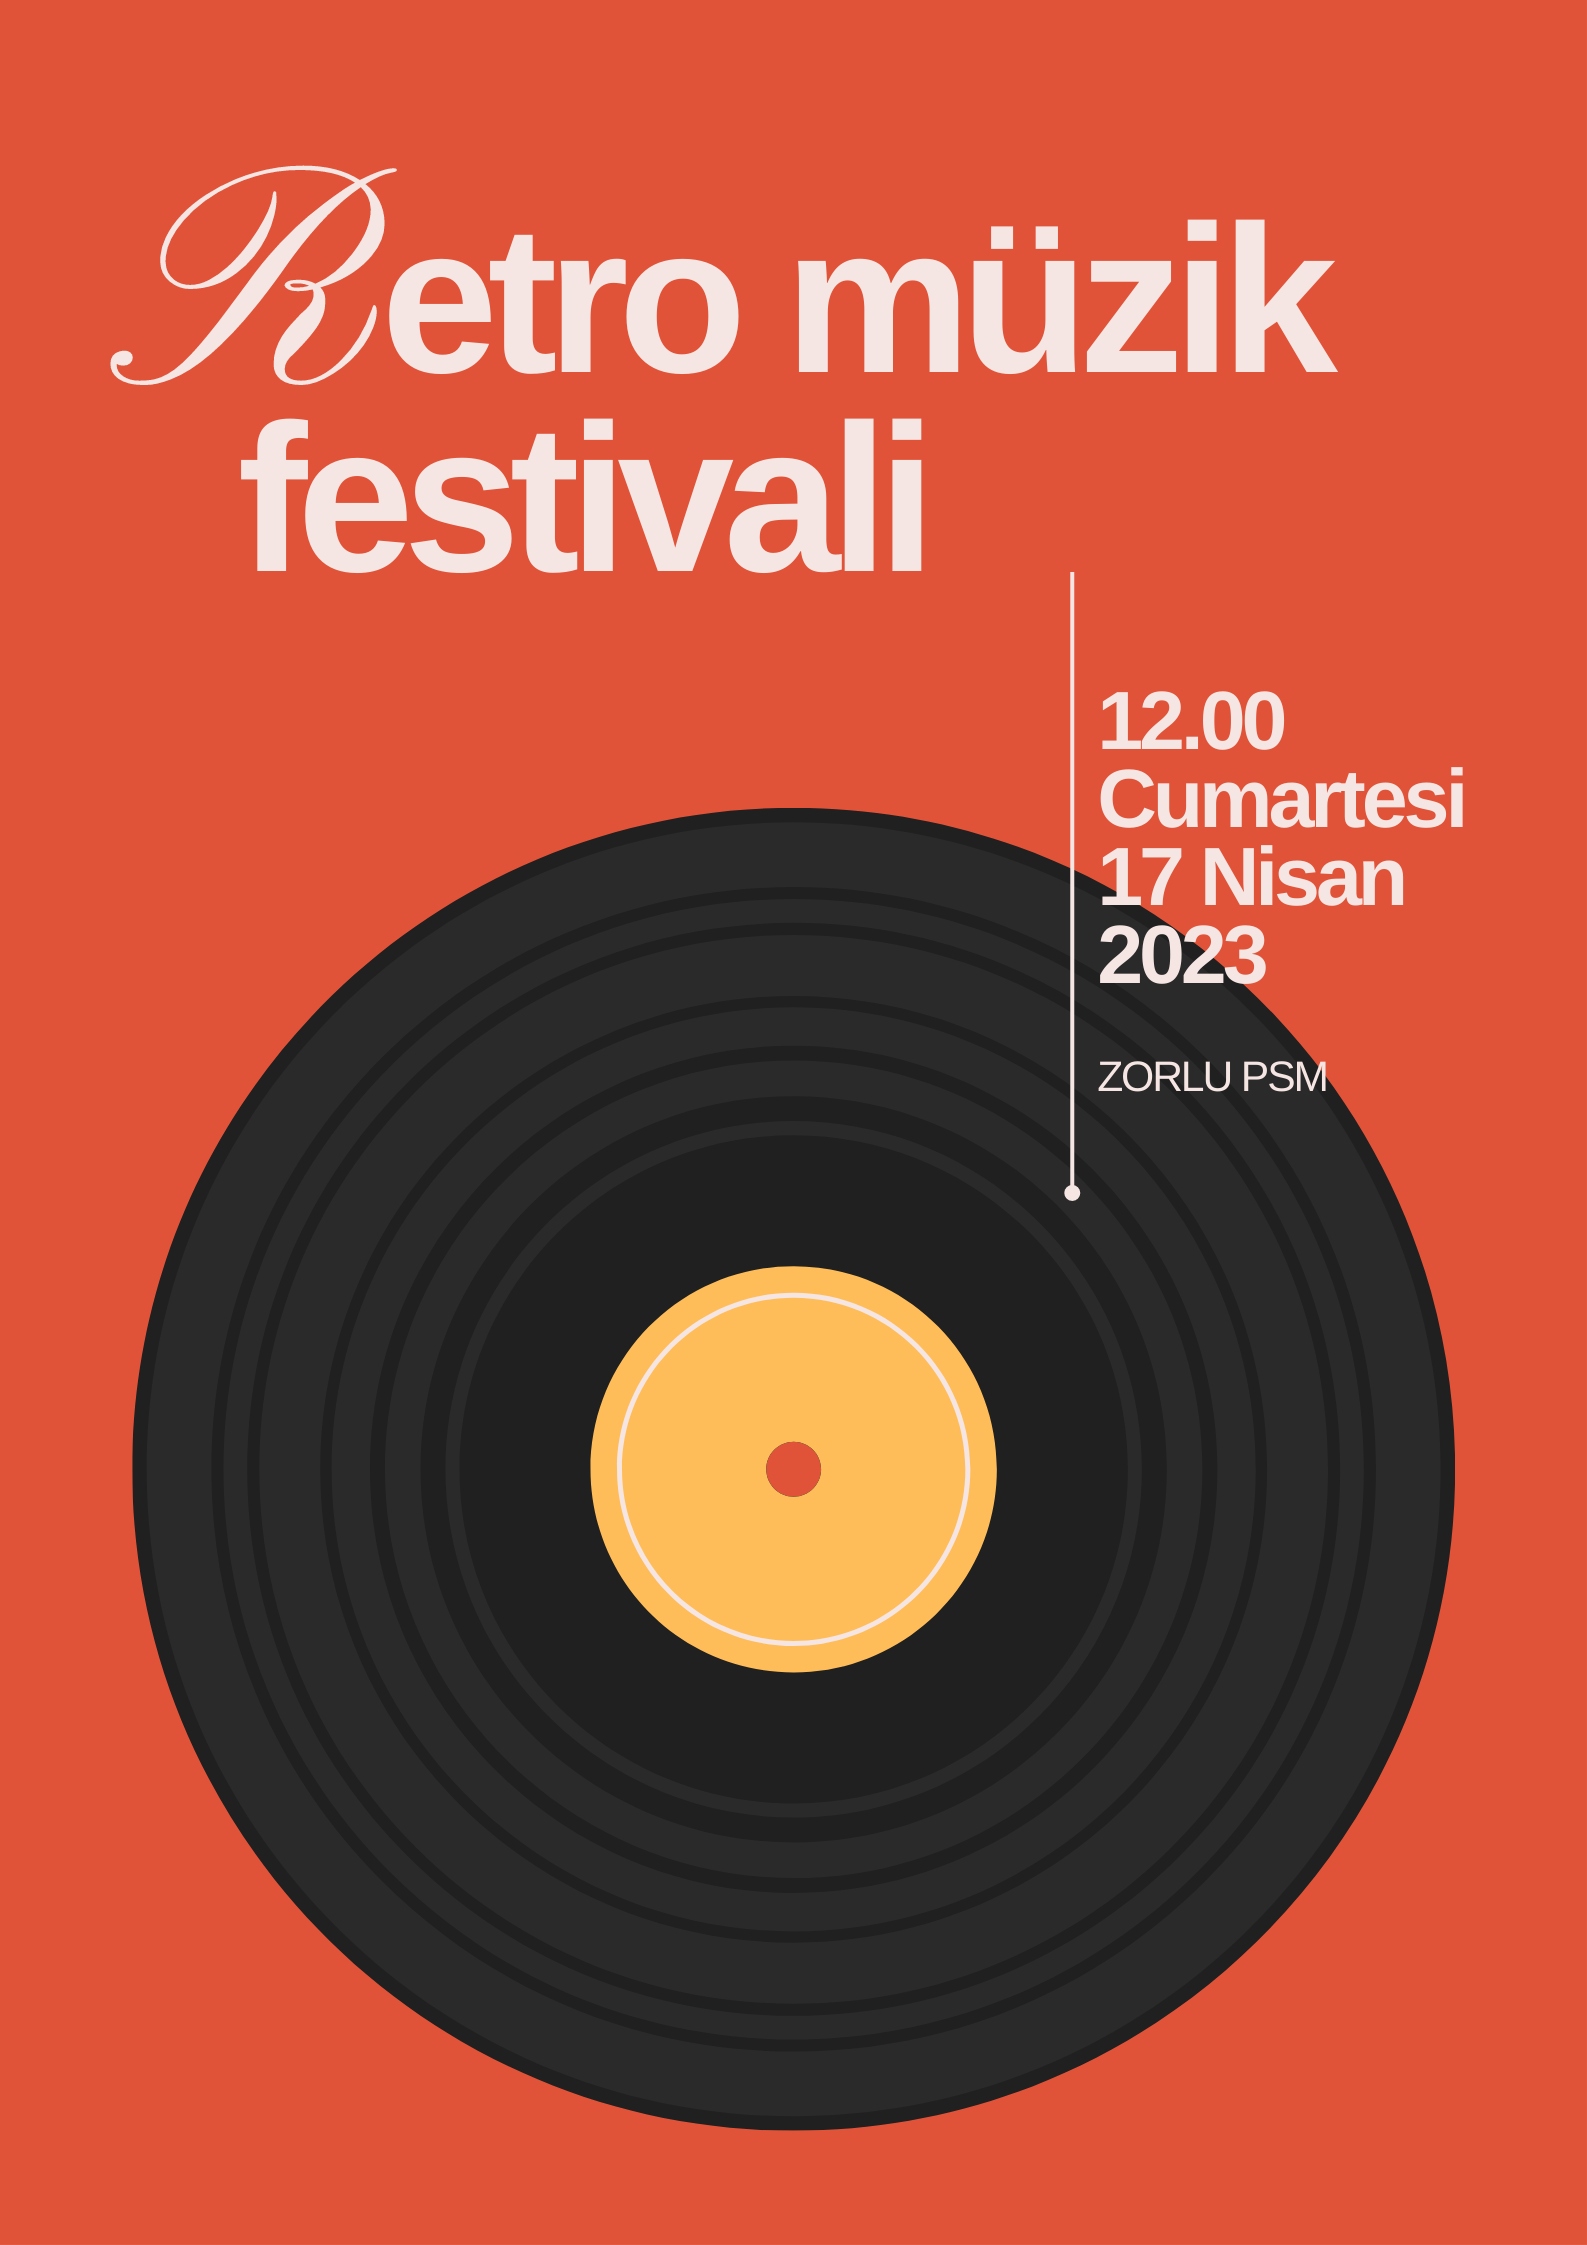 Retro müzik
festivali
12.00
Cumartesi
17 Nisan
2023
ZORLU PSM